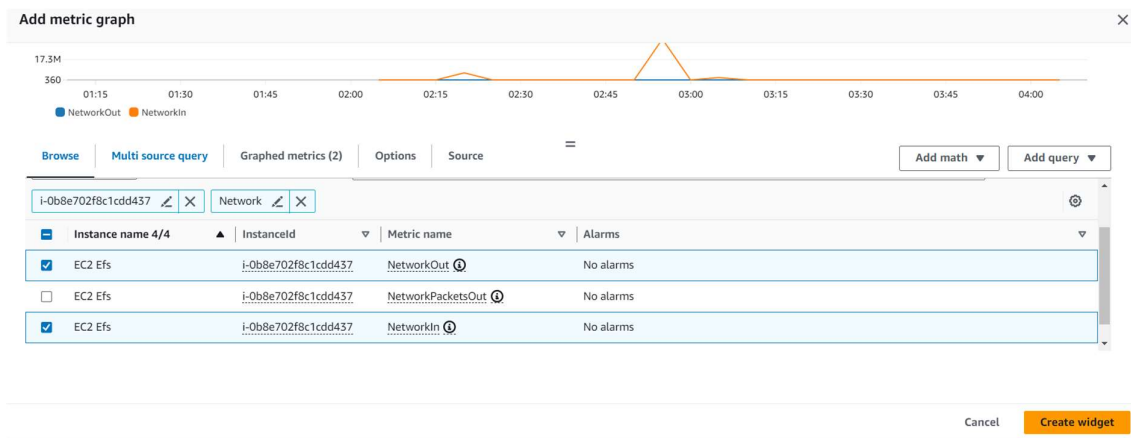 Add metric graph
17.3M
360
01:15 01:30 01:45 02:00 02:15 02:30 02:45 03:00 03:15 03:30 03:45 04:00
NetworkOut NetworkIn
Browse Multi source query Graphed metrics (2) Options Source Add math Add query
i-0b8e702f8c1cdd437 Network
Instance name 4/4 InstanceId Metric name Alarms
EC2 Efs i-0b8e702f8c1cdd437 NetworkOut No alarms
EC2 Efs i-0b8e702f8c1cdd437 NetworkPacketsOut No alarms
EC2 Efs i-0b8e702f8c1cdd437 NetworkIn No alarms
Cancel Create widget